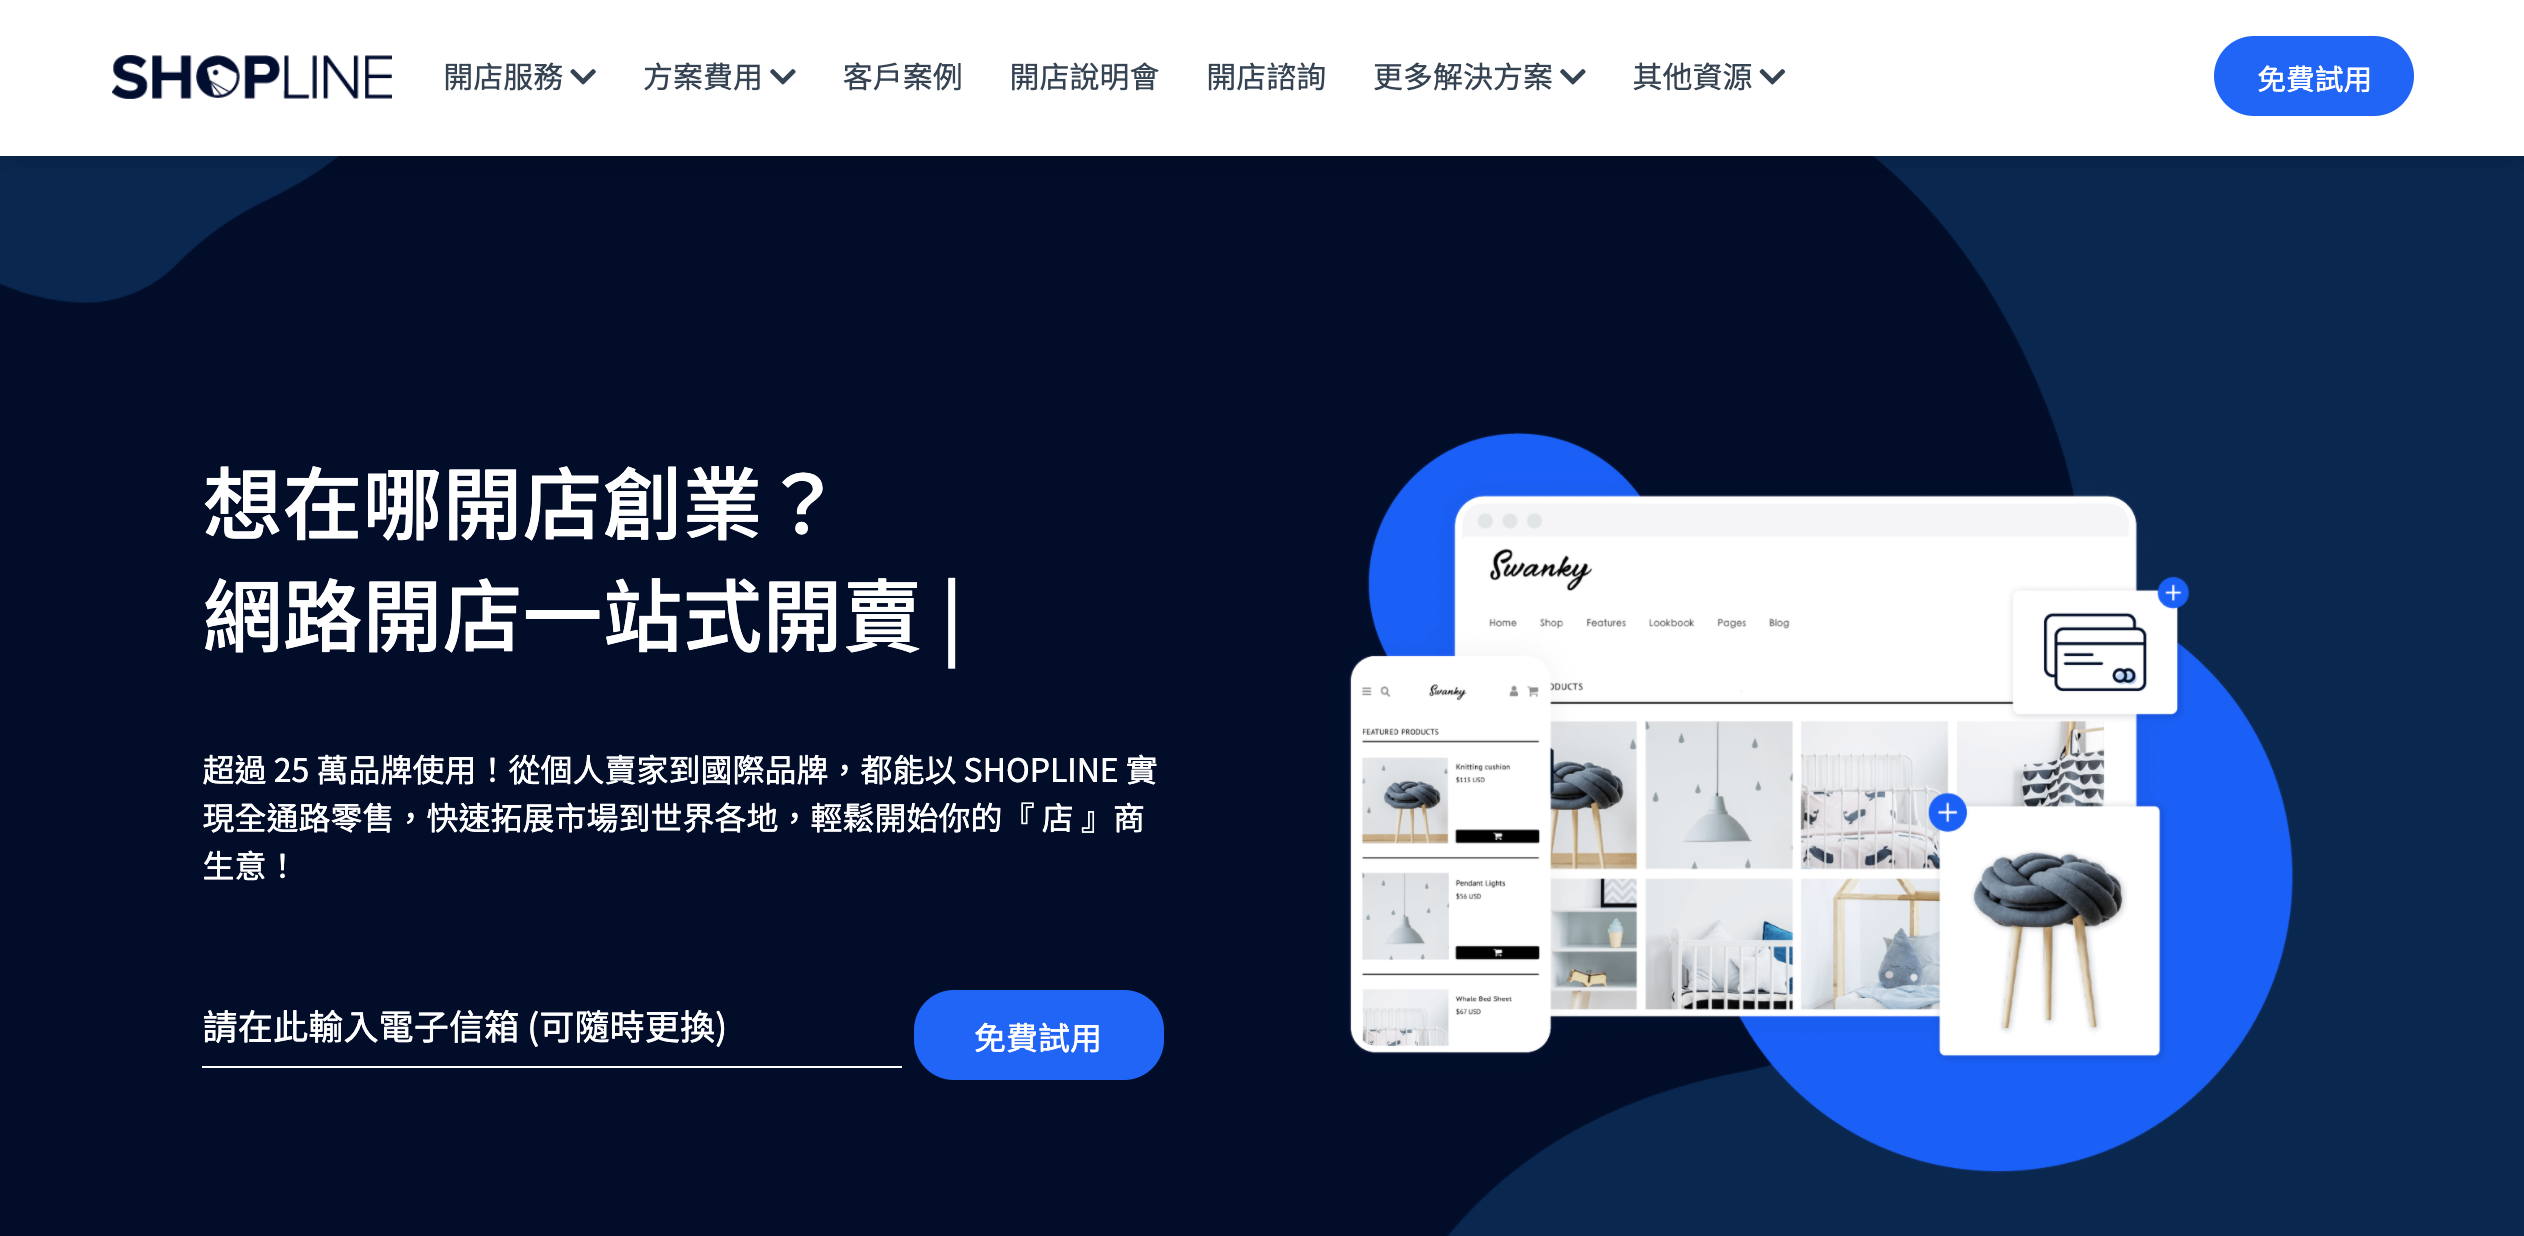 SHOPLINE
開店服務
方案費用
客戶案例
開店說明會
開店諮詢
更多解決方案
其他資源
免費試用
想在哪開店創業？
網路開店一站式開賣 |
超過 25 萬品牌使用！從個人賣家到國際品牌，都能以 SHOPLINE 實
現全通路零售，快速拓展市場到世界各地，輕鬆開始你的『 店 』商
生意！
請在此輸入電子信箱 (可隨時更換)
免費試用
Swanky
Home Shop Features Lookbook Pages Blog
DUCTS
Swanky
FEATURED PRODUCTS
Knitting cushion
$115 USD
Pendant Lights
$56 USD
Whale Bed Sheet
$67 USD